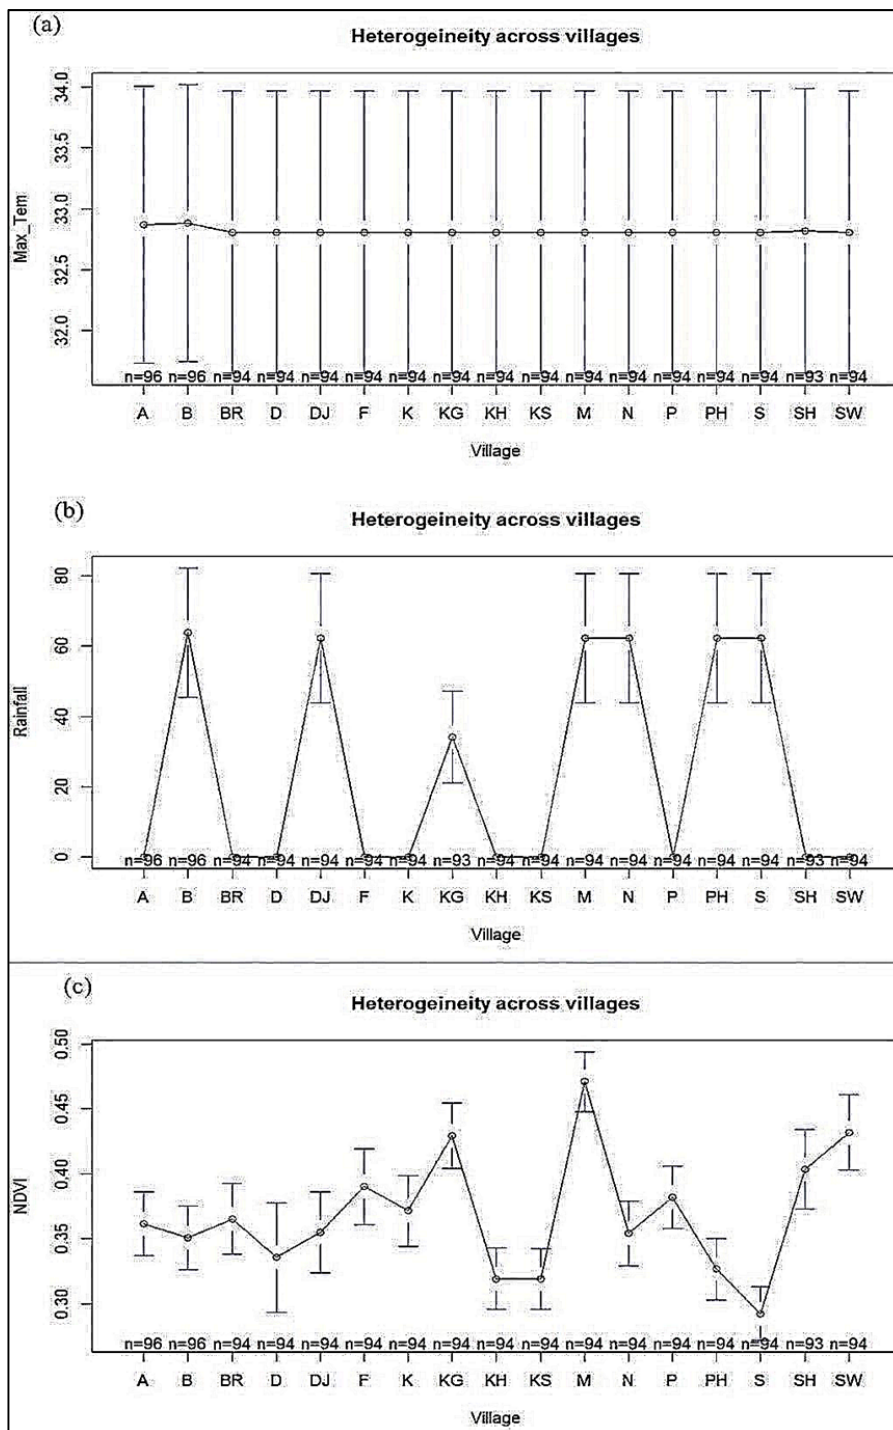 (a)
Heterogeineity across villages
Max_Tem
34.0
33.5
33.0
32.5
32.0
n=96 n=96 n=94 n=94 n=94 n=94 n=94 n=94 n=94 n=94 n=94 n=94 n=94 n=94 n=94 n=93 n=94
A B BR D DJ F K KG KH KS M N P PH S SH SW
Village
(b)
Heterogeineity across villages
Rainfall
80
60
40
20
0
n=96 n=96 n=94 n=94 n=94 n=94 n=94 n=93 n=94 n=94 n=94 n=94 n=94 n=94 n=94 n=93 n=94
A B BR D DJ F K KG KH KS M N P PH S SH SW
Village
(c)
Heterogeineity across villages
NDVI
0.50
0.45
0.40
0.35
0.30
n=96 n=96 n=94 n=94 n=94 n=94 n=94 n=94 n=94 n=94 n=94 n=94 n=94 n=94 n=94 n=93 n=94
A B BR D DJ F K KG KH KS M N P PH S SH SW
Village